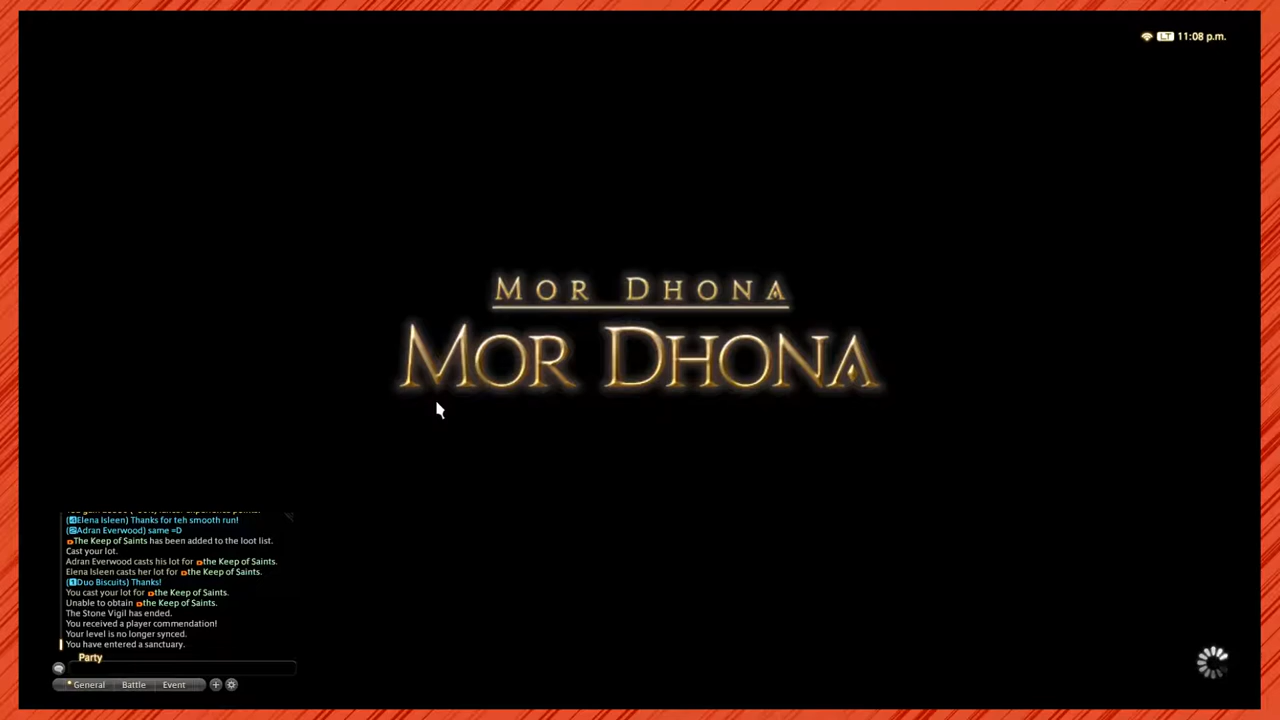 LT 11:08 p.m.
MOR DHONA
MOR DHONA
(Elena Isleen) Thanks for teh smooth run!
(Adran Everwood) same =D
The Keep of Saints has been added to the loot list.
Cast your lot.
Adran Everwood casts his lot for the Keep of Saints.
Elena Isleen casts her lot for the Keep of Saints.
(1Duo Biscuits) Thanks!
You cast your lot for the Keep of Saints.
Unable to obtain the Keep of Saints.
The Stone Vigil has ended.
You received a player commendation!
Your level is no longer synced.
You have entered a sanctuary.
Party
General Battle Event